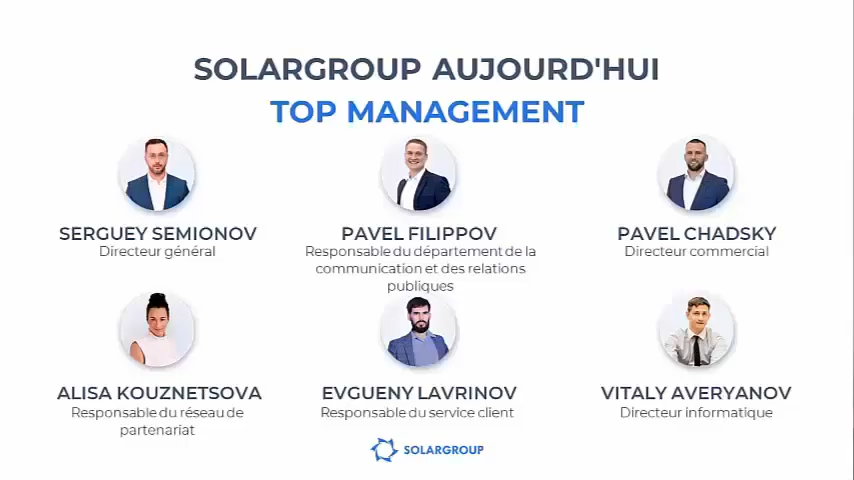 SOLARGROUP AUJOURD'HUI
TOP MANAGEMENT
SERGUEY SEMIONOV
Directeur général
PAVEL FILIPPOV
Responsable du département de la
communication et des relations
publiques
PAVEL CHADSKY
Directeur commercial
ALISA KOUZNETSOVA
Responsable du réseau de
partenariat
EVGUENY LAVRINOV
Responsable du service client
VITALY AVERYANOV
Directeur informatique
SOLARGROUP